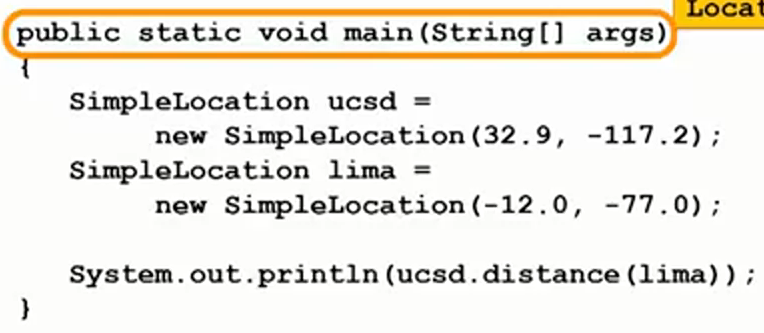 Locat
public static void main(String[] args)
{
SimpleLocation ucsd =
new SimpleLocation(32.9, -117.2);
SimpleLocation lima =
new SimpleLocation(-12.0, -77.0);
System.out.println(ucsd.distance(lima));
}